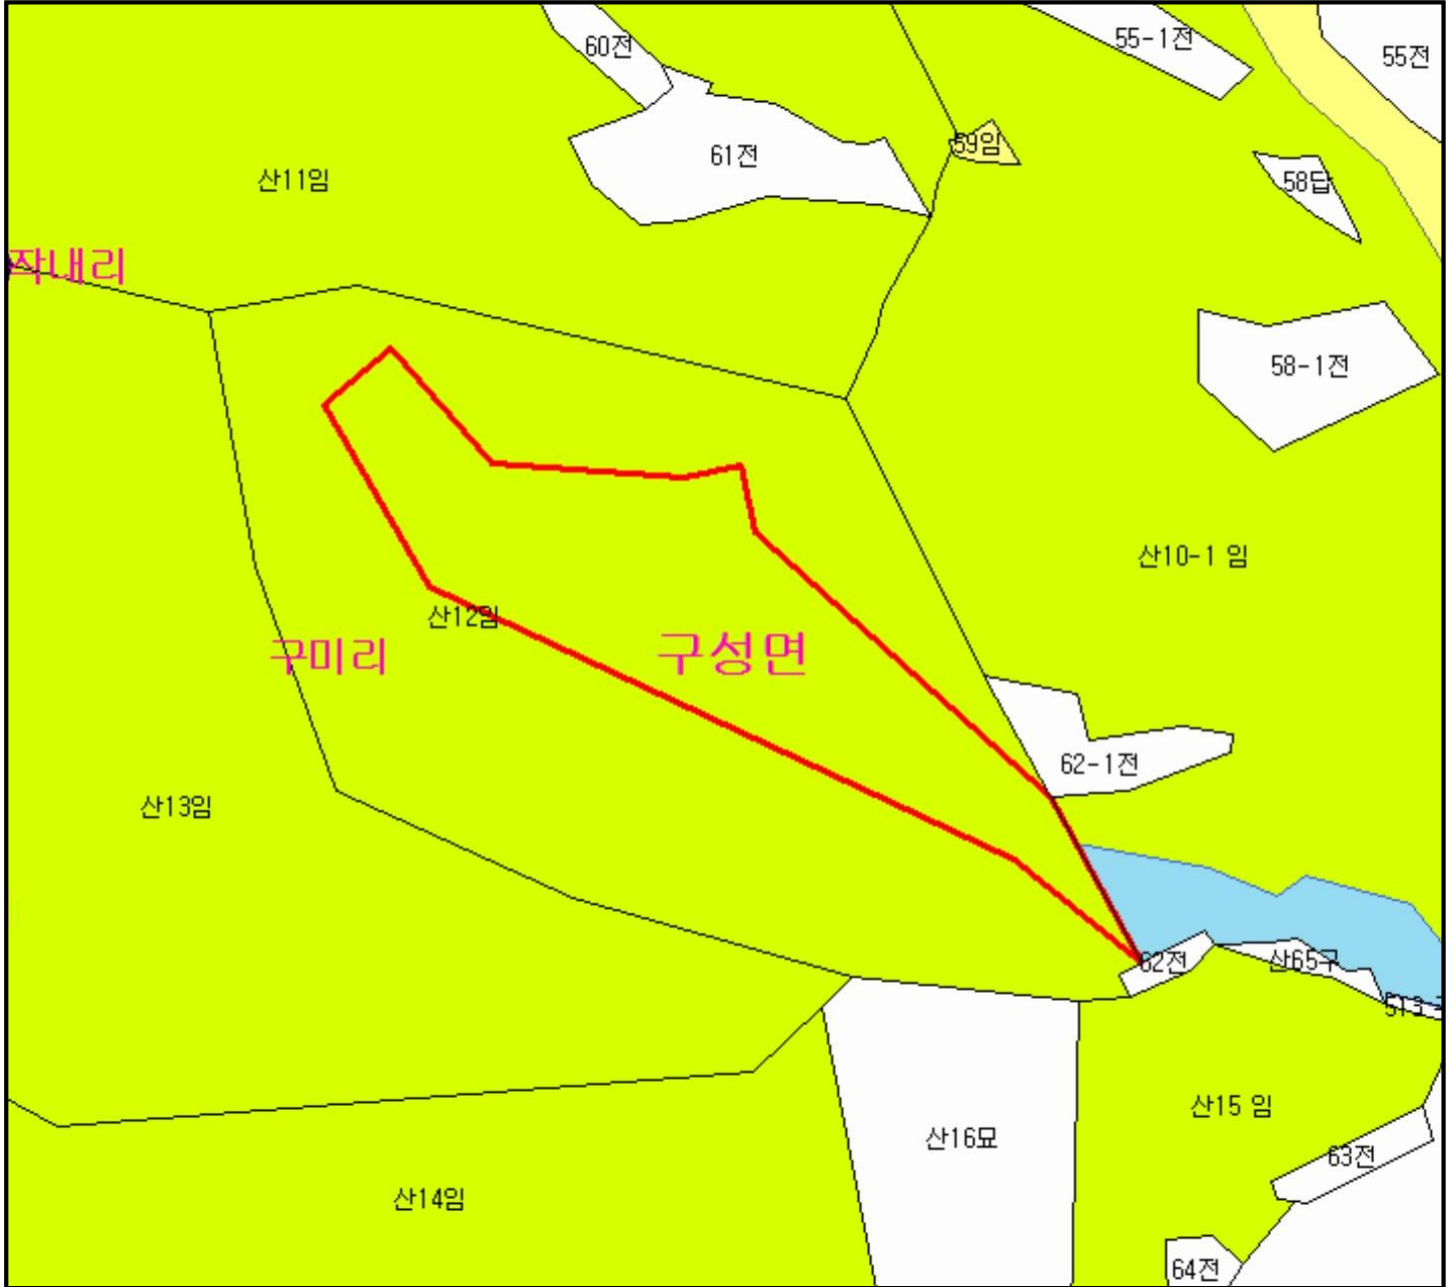 60전
55-1전
55전
61전
59임
산11임
58답
작내리
58-1전
산10-1 임
산12임
구미리
구성면
62-1전
산13임
62전
산65구
산15 임
산16묘
63전
산14임
64전